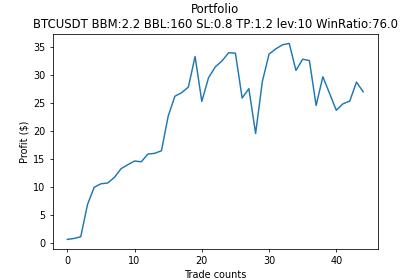 Portfolio
BTCUSDT BBM:2.2 BBL:160 SL:0.8 TP:1.2 lev:10 WinRatio:76.0
35
30
25
20
15
10
5
0
Profit ($)
0 10 20 30 40
Trade counts